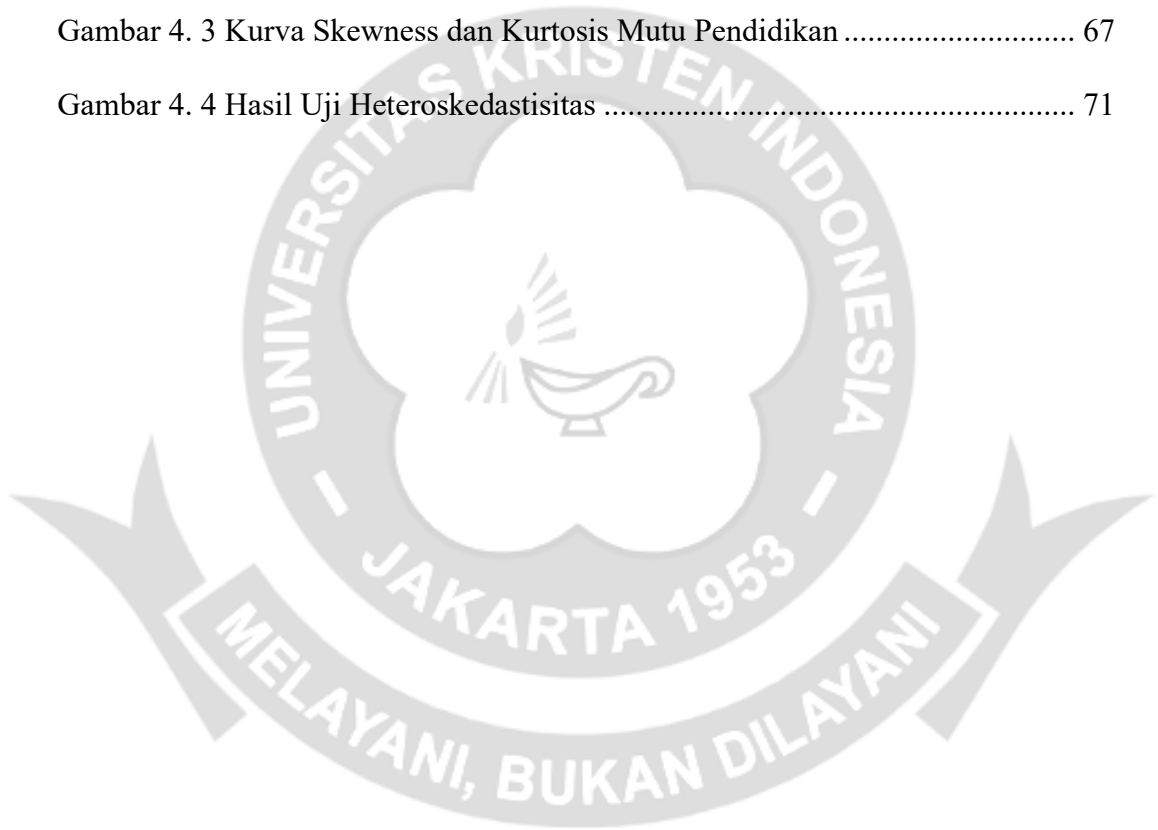 Gambar 4. 3 Kurva Skewness dan Kurtosis Mutu Pendidikan ............................. 67
Gambar 4. 4 Hasil Uji Heteroskedastisitas ........................................................... 71
UNIVERSITAS KRISTEN INDONESIA
JAKARTA 1953
MELAYANI, BUKAN DILAYANI